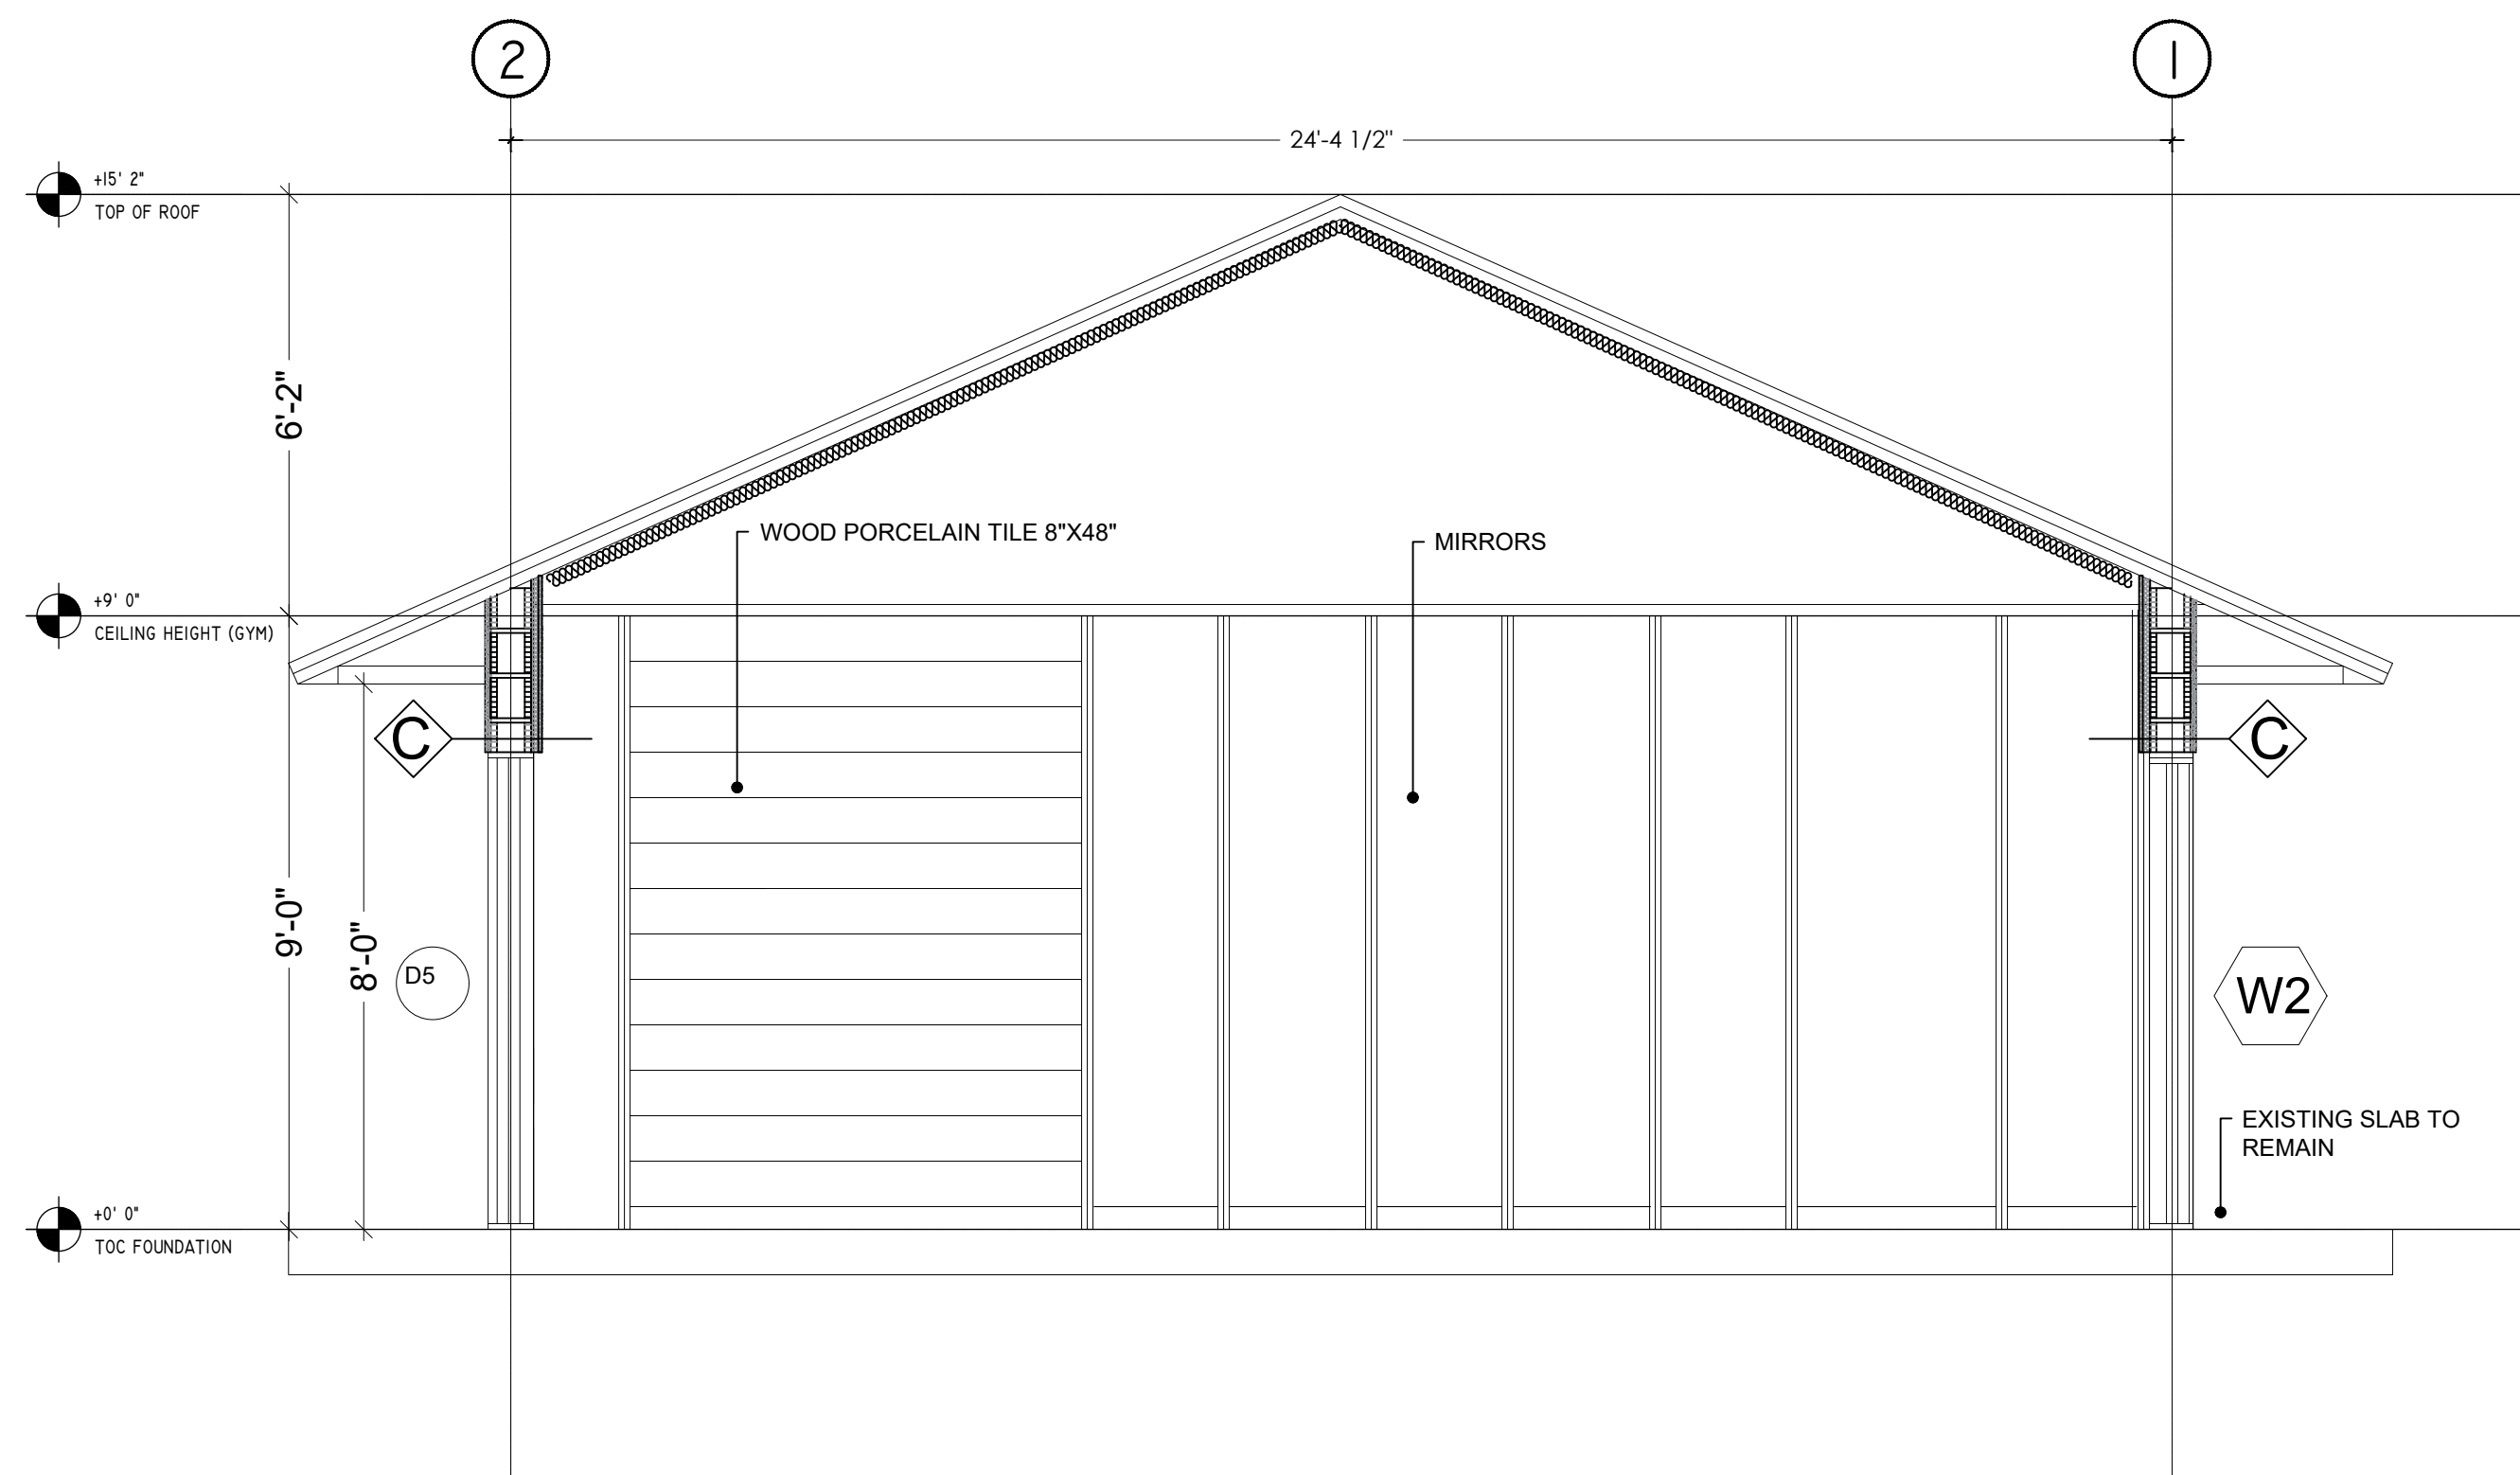 2
1
24'-4 1/2"
+15' 2"
TOP OF ROOF
6'-2"
WOOD PORCELAIN TILE 8"X48"
MIRRORS
+9' 0"
CEILING HEIGHT (GYM)
C
C
9'-0"
8'-0"
D5
W2
EXISTING SLAB TO
REMAIN
+0' 0"
TOC FOUNDATION